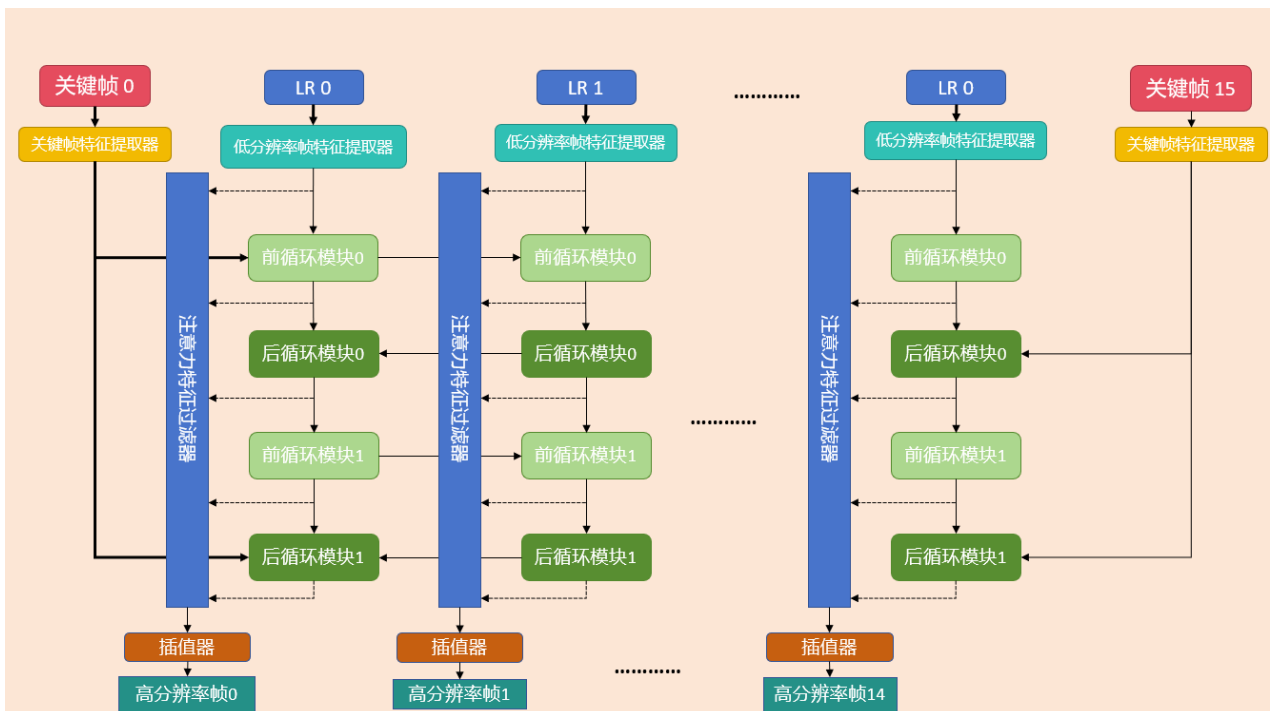 关键帧 0
LR 0
LR 1
…………
LR 0
关键帧 15
关键帧特征提取器
低分辨率帧特征提取器
低分辨率帧特征提取器
低分辨率帧特征提取器
关键帧特征提取器
前循环模块0
前循环模块0
前循环模块0
注意力特征过滤器
注意力特征过滤器
注意力特征过滤器
后循环模块0
后循环模块0
后循环模块0
…………
前循环模块1
前循环模块1
前循环模块1
后循环模块1
后循环模块1
后循环模块1
插值器
插值器
插值器
…………
高分辨率帧0
高分辨率帧1
高分辨率帧14